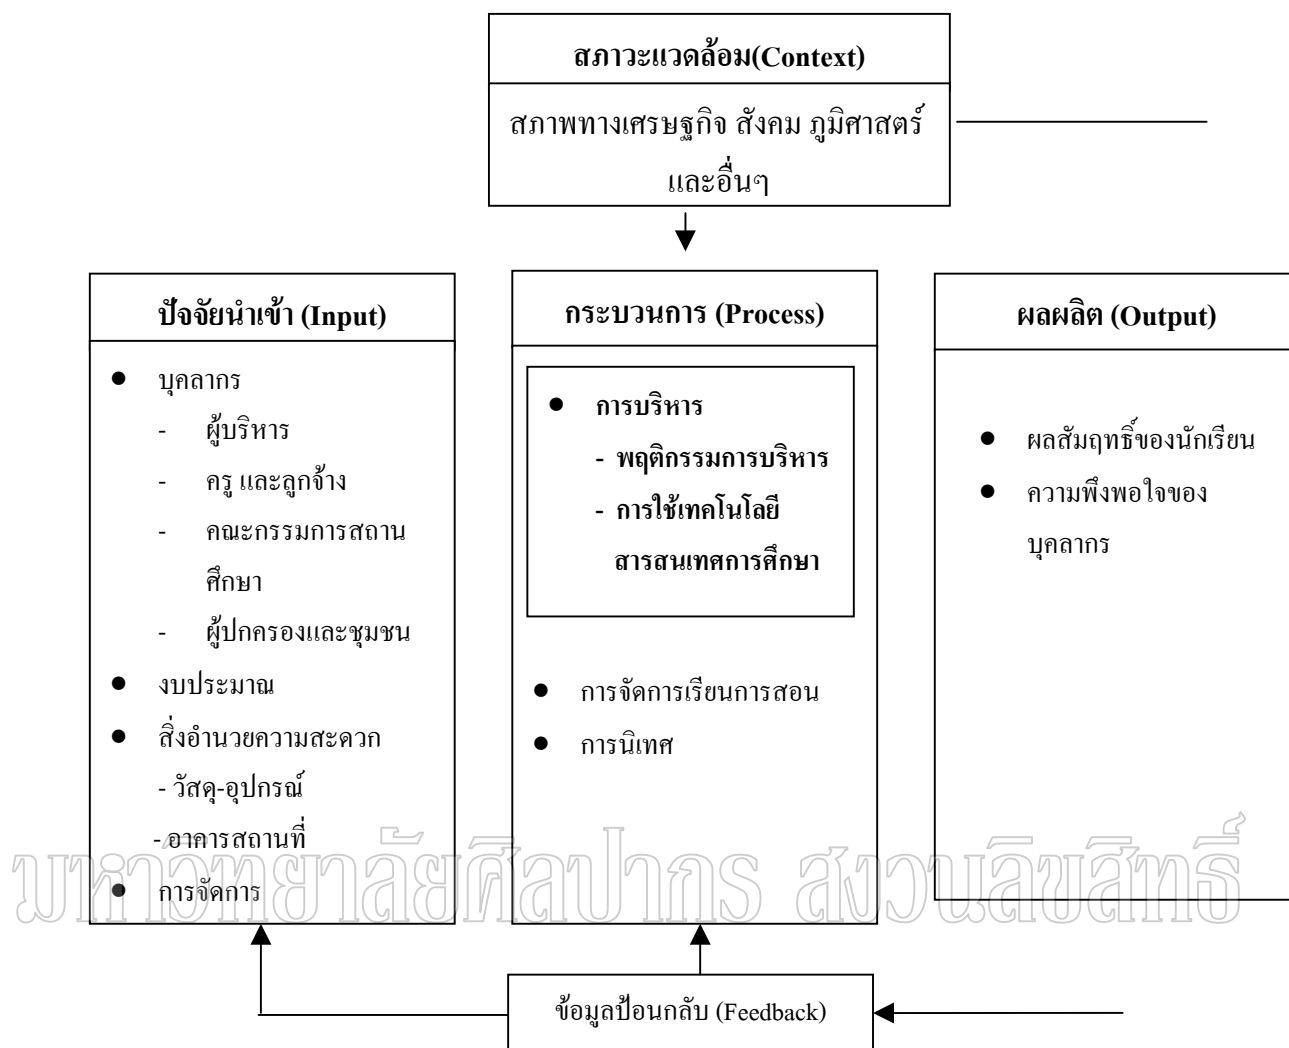 สภาวะแวดล้อม(Context)
สภาพทางเศรษฐกิจ สังคม ภูมิศาสตร์
และอื่นๆ
ปัจจัยนำเข้า (Input)
● บุคลากร
- ผู้บริหาร
- ครู และลูกจ้าง
- คณะกรรมการสถาน
ศึกษา
- ผู้ปกครองและชุมชน
● งบประมาณ
● สิ่งอำนวยความสะดวก
- วัสดุ-อุปกรณ์
- อาคารสถานที่
● การจัดการ
กระบวนการ (Process)
● การบริหาร
- พฤติกรรมการบริหาร
- การใช้เทคโนโลยี
สารสนเทศการศึกษา
● การจัดการเรียนการสอน
● การนิเทศ
ผลผลิต (Output)
● ผลสัมฤทธิ์ของนักเรียน
● ความพึงพอใจของ
บุคลากร
มหาวิทยาลัยศิลปากร สงวนลิขสิทธิ์
ข้อมูลป้อนกลับ (Feedback)